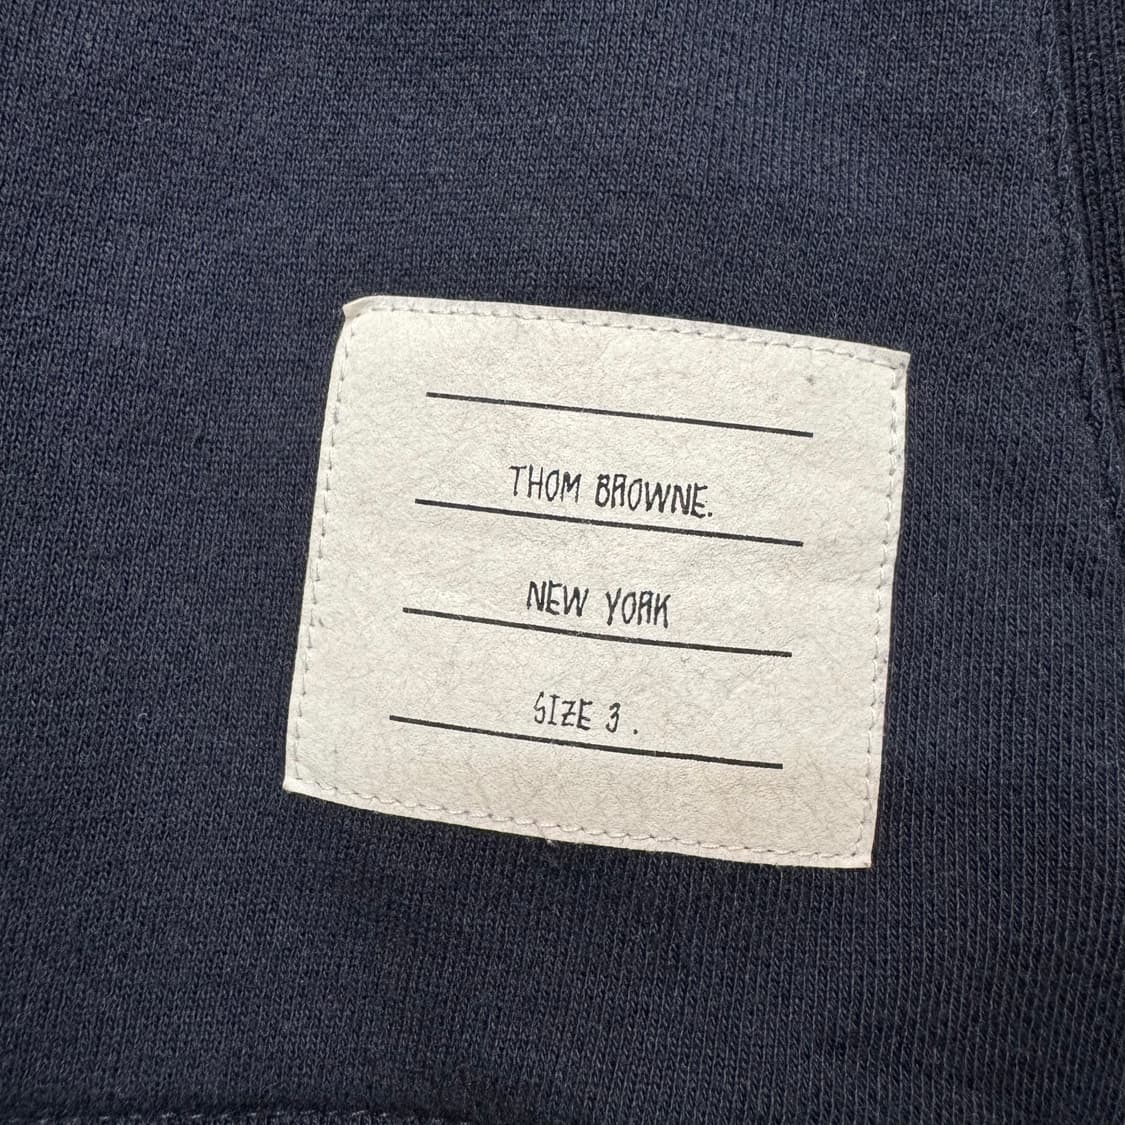 THOM BROWNE.
NEW YORK
SIZE 3 .